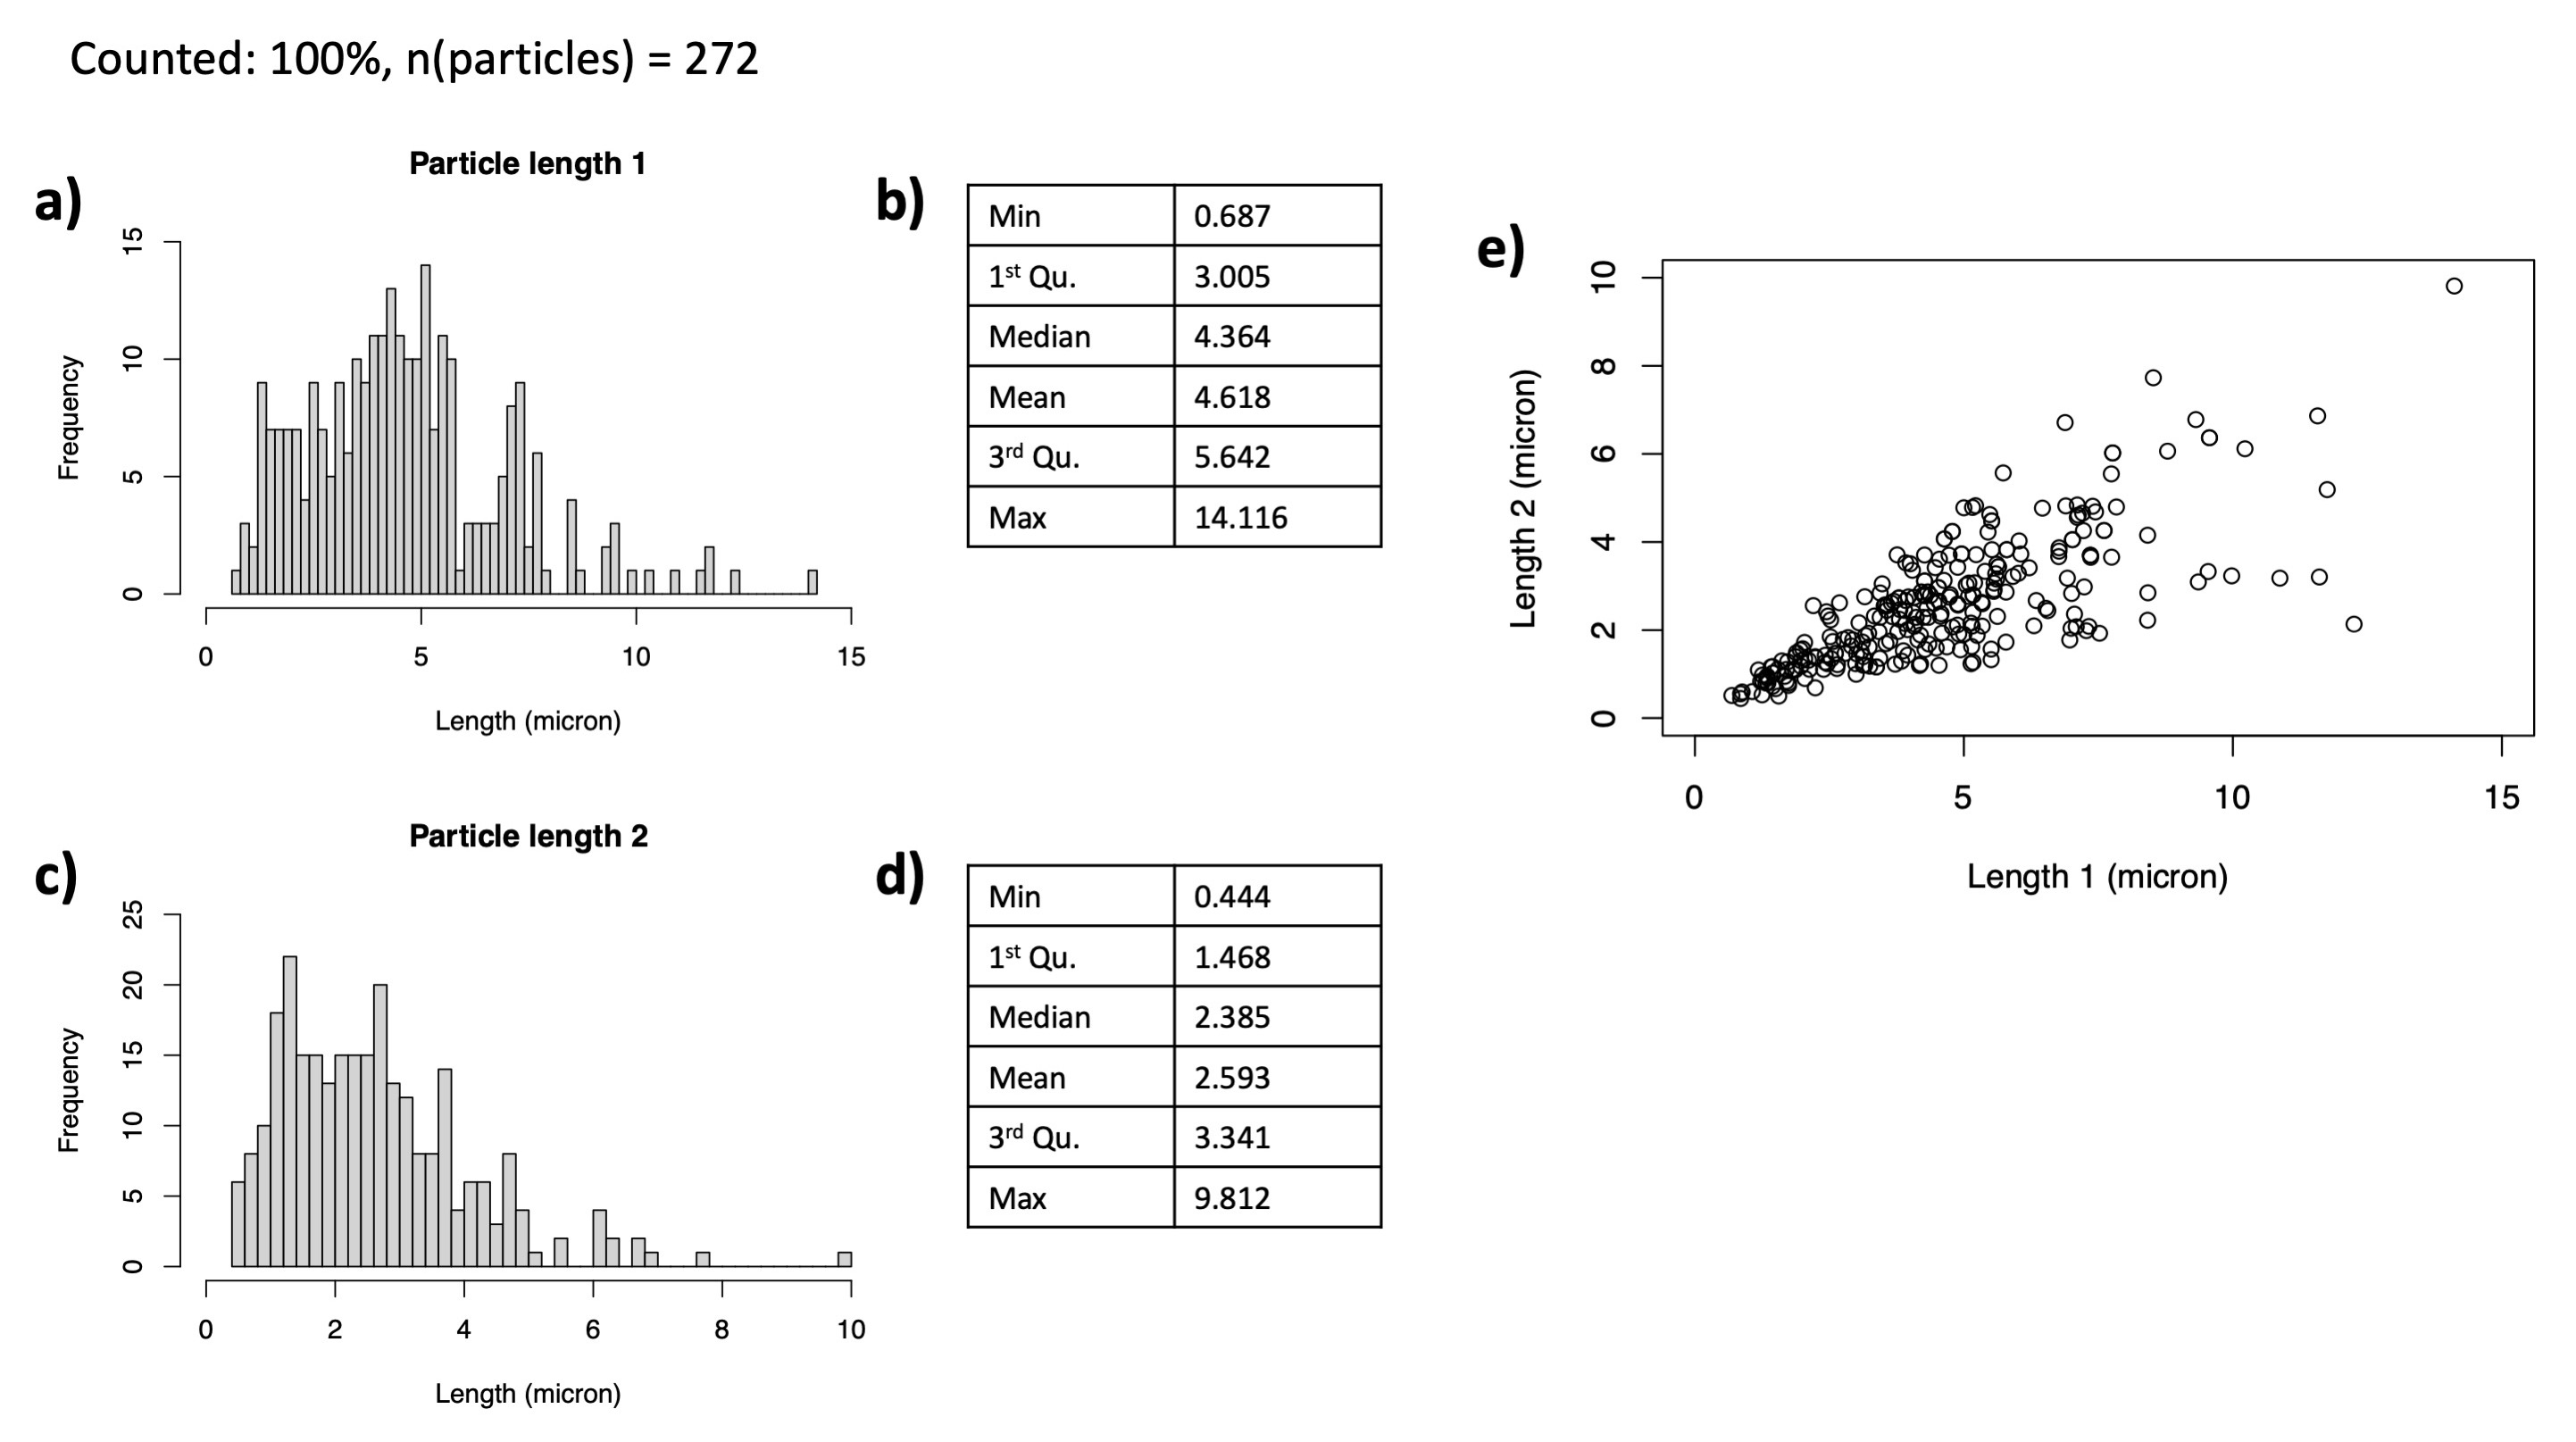 Counted: 100%, n(particles) = 272
a)
Particle length 1
Frequency
15
10
5
0
0 5 10 15
Length (micron)
b)
Min 0.687
1st Qu. 3.005
Median 4.364
Mean 4.618
3rd Qu. 5.642
Max 14.116
c)
Particle length 2
Frequency
25
20
15
10
5
0
0 2 4 6 8 10
Length (micron)
d)
Min 0.444
1st Qu. 1.468
Median 2.385
Mean 2.593
3rd Qu. 3.341
Max 9.812
e)
Length 2 (micron)
10
8
6
4
2
0
0 5 10 15
Length 1 (micron)